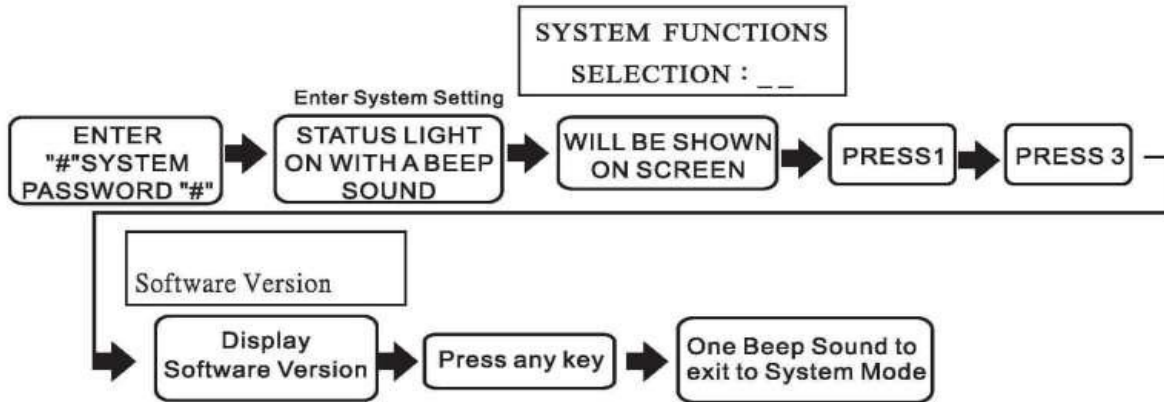 SYSTEM FUNCTIONS
SELECTION : _ _
Enter System Setting
ENTER
"#"SYSTEM
PASSWORD "#"
STATUS LIGHT
ON WITH A BEEP
SOUND
WILL BE SHOWN
ON SCREEN
PRESS1
PRESS 3
Software Version
Display
Software Version
Press any key
One Beep Sound to
exit to System Mode